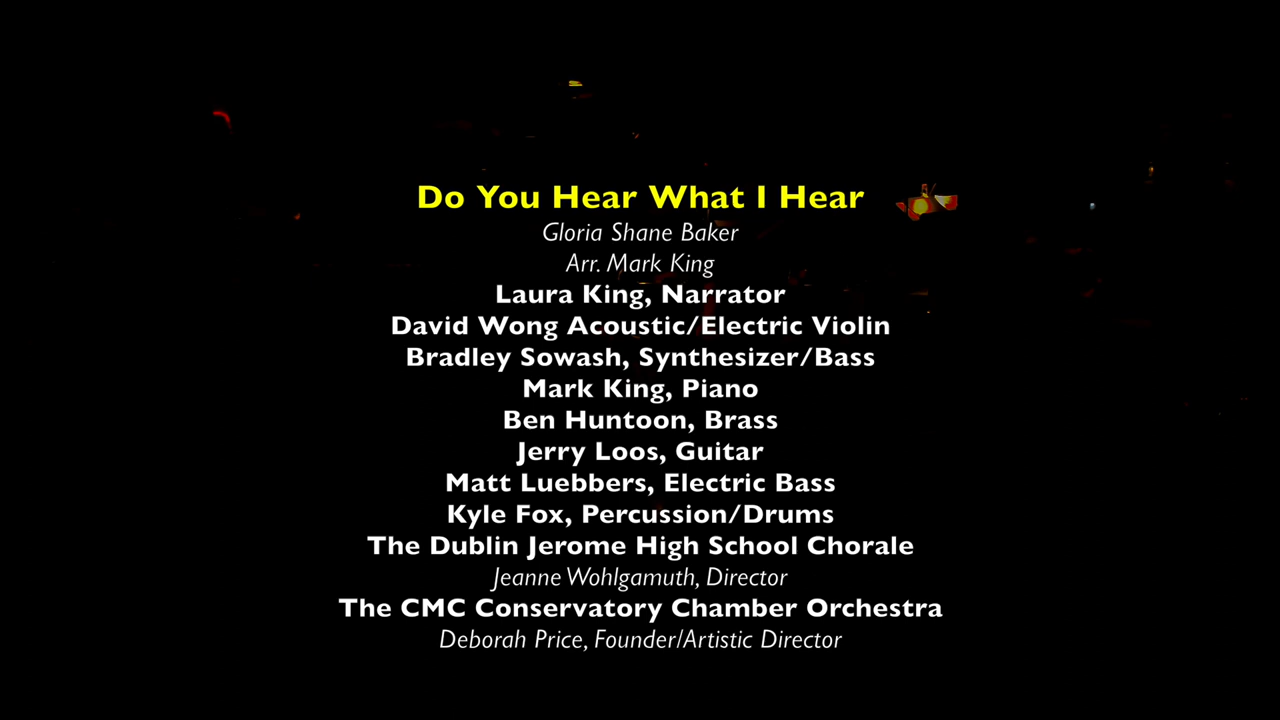 Do You Hear What I Hear
Gloria Shane Baker
Arr. Mark King
Laura King, Narrator
David Wong Acoustic/Electric Violin
Bradley Sowash, Synthesizer/Bass
Mark King, Piano
Ben Huntoon, Brass
Jerry Loos, Guitar
Matt Luebbers, Electric Bass
Kyle Fox, Percussion/Drums
The Dublin Jerome High School Chorale
Jeanne Wohlgamuth, Director
The CMC Conservatory Chamber Orchestra
Deborah Price, Founder/Artistic Director